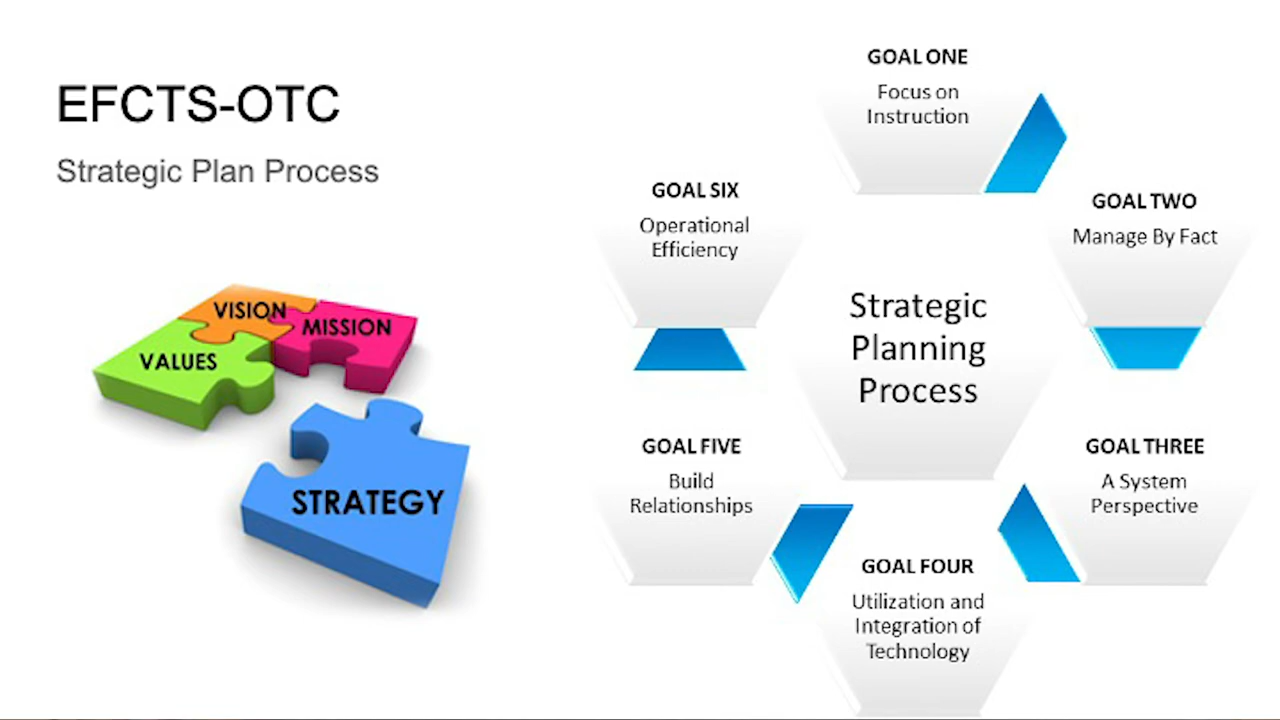 EFCTS-OTC
Strategic Plan Process
VISION
MISSION
VALUES
STRATEGY
GOAL ONE
Focus on
Instruction
GOAL TWO
Manage By Fact
GOAL THREE
A System
Perspective
GOAL FOUR
Utilization and
Integration of
Technology
GOAL FIVE
Build
Relationships
GOAL SIX
Operational
Efficiency
Strategic
Planning
Process